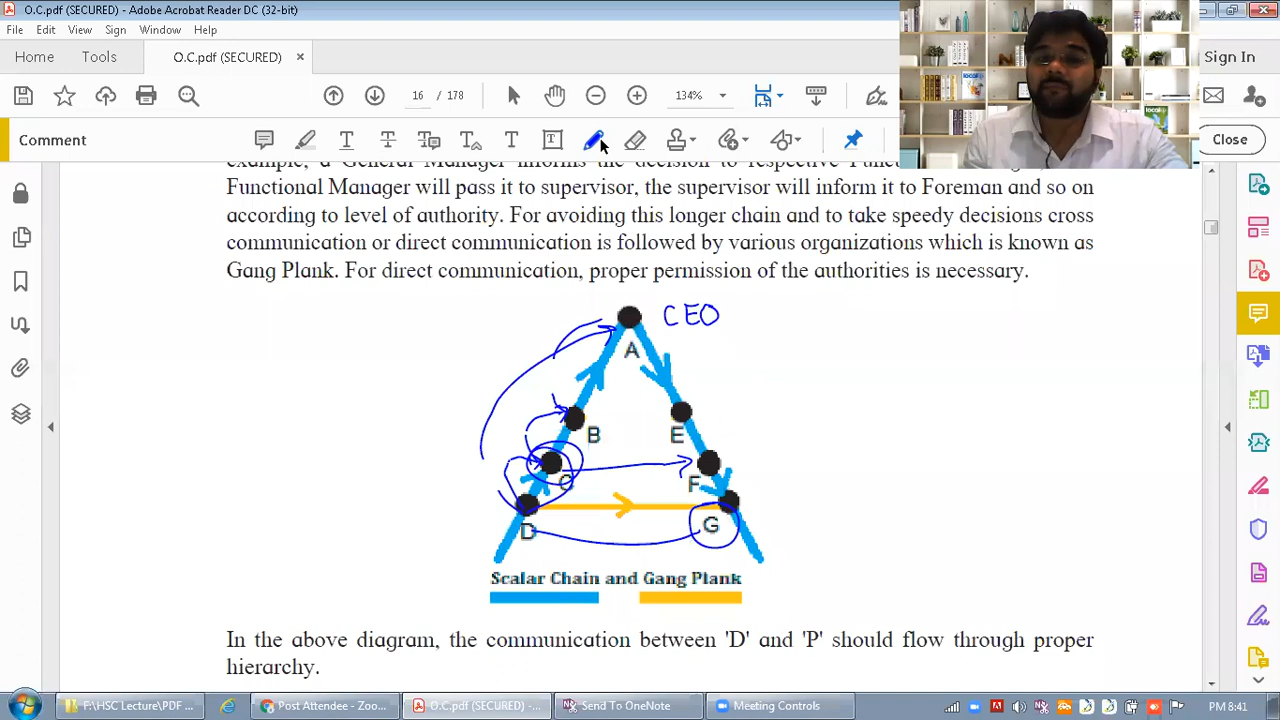 O.C.pdf (SECURED) - Adobe Acrobat Reader DC (32-bit)
File Edit View Sign Window Help
Home Tools O.C.pdf (SECURED) × Sign In
16 / 178 134%
Comment Close
Functional Manager will pass it to supervisor, the supervisor will inform it to Foreman and so on
according to level of authority. For avoiding this longer chain and to take speedy decisions cross
communication or direct communication is followed by various organizations which is known as
Gang Plank. For direct communication, proper permission of the authorities is necessary.
CEO
A
B E
C F
D G
Scalar Chain and Gang Plank
In the above diagram, the communication between 'D' and 'P' should flow through proper
hierarchy.
F:\HSC Lecture\PDF ... Post Attendee - Zoo... O.C.pdf (SECURED) -... Send To OneNote Meeting Controls PM 8:41